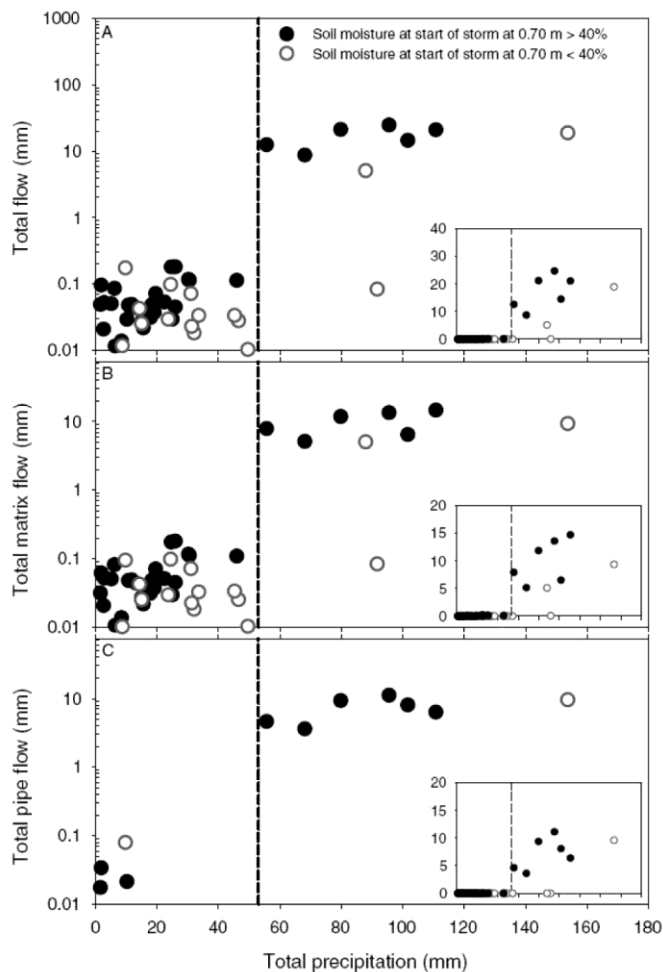 A
Soil moisture at start of storm at 0.70 m > 40%
Soil moisture at start of storm at 0.70 m < 40%
1000
100
10
1
0.1
0.01
Total flow (mm)
40
30
20
10
0
B
10
1
0.1
0.01
Total matrix flow (mm)
20
15
10
5
0
C
10
1
0.1
0.01
Total pipe flow (mm)
20
15
10
5
0
0 20 40 60 80 100 120 140 160 180
Total precipitation (mm)